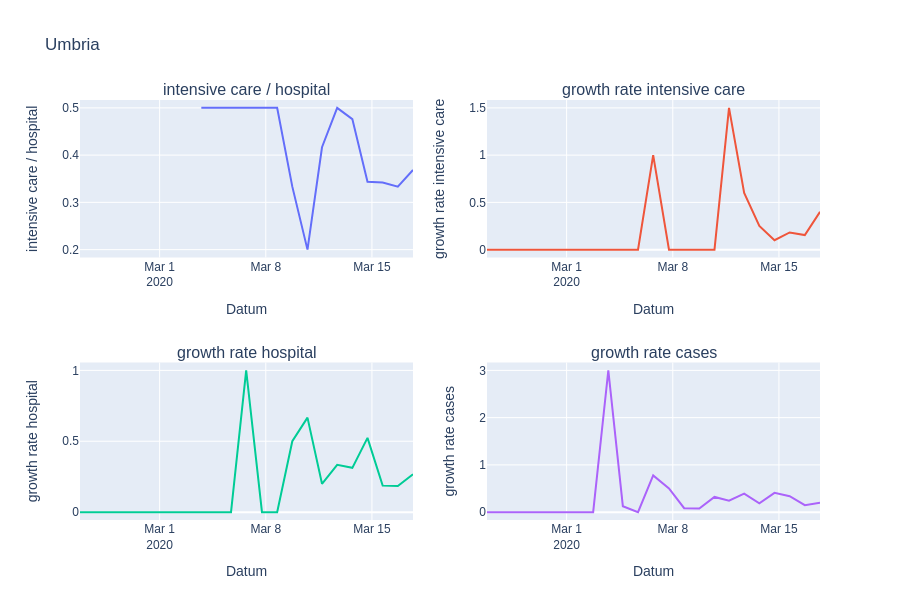 Umbria
intensive care / hospital
growth rate intensive care
intensive care / hospital
0.5
0.4
0.3
0.2
Mar 1
2020
Mar 8
Mar 15
Datum
growth rate intensive care
1.5
1
0.5
0
Mar 1
2020
Mar 8
Mar 15
Datum
growth rate hospital
growth rate cases
growth rate hospital
1
0.5
0
Mar 1
2020
Mar 8
Mar 15
Datum
growth rate cases
3
2
1
0
Mar 1
2020
Mar 8
Mar 15
Datum